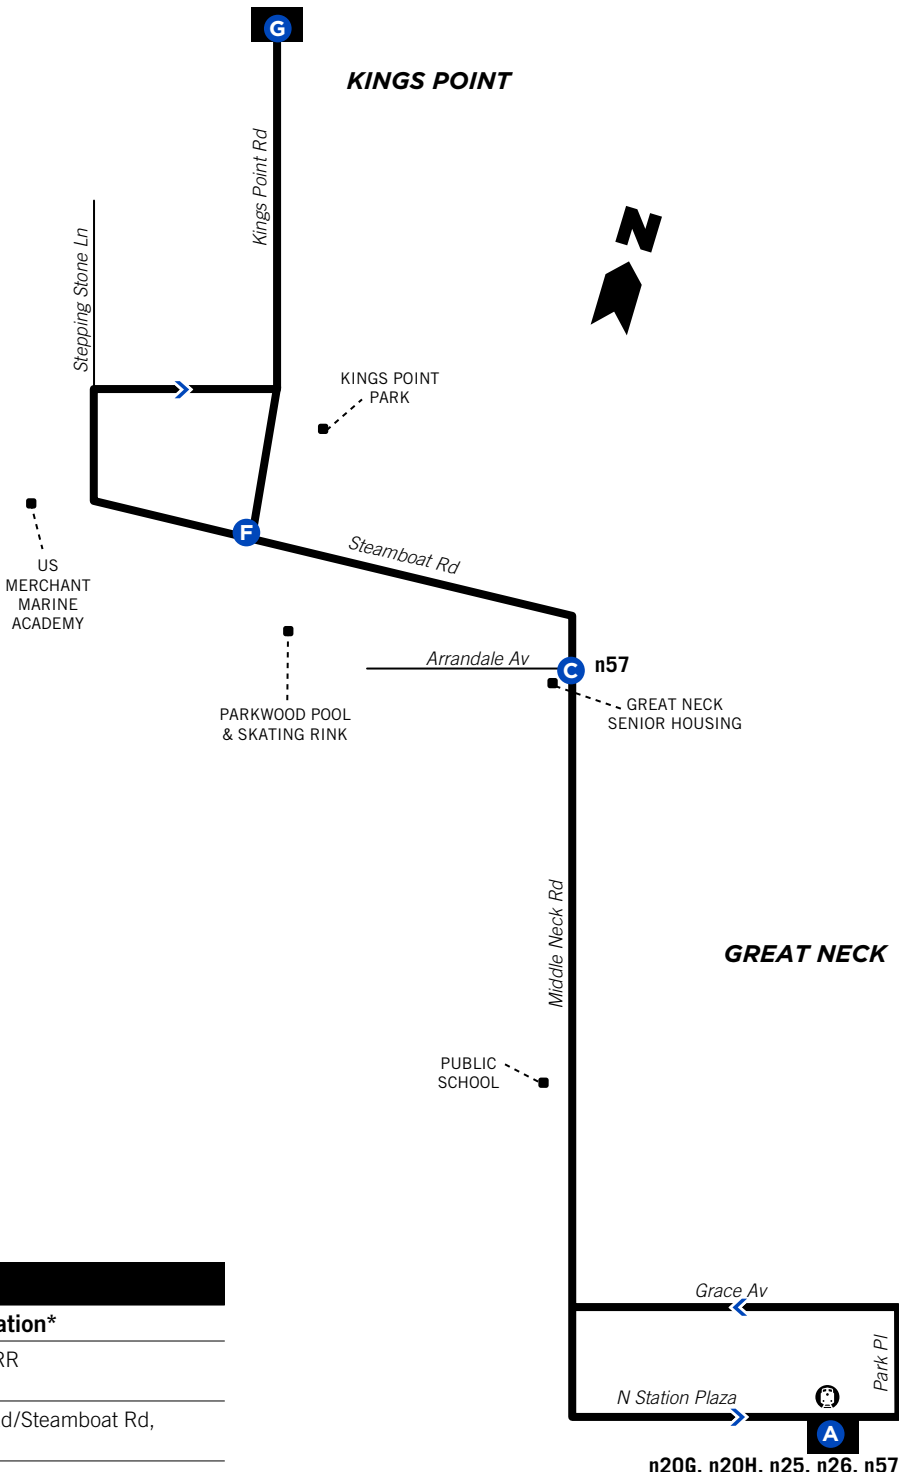 G
KINGS POINT
Kings Point Rd
N
Stepping Stone Ln
KINGS POINT
PARK
US
MERCHANT
MARINE
ACADEMY
F
Steamboat Rd
Arrandale Av
C n57
PARKWOOD POOL
& SKATING RINK
GREAT NECK
SENIOR HOUSING
Middle Neck Rd
GREAT NECK
PUBLIC
SCHOOL
Grace Av
Park Pl
N Station Plaza
A
n20G, n20H, n25, n26, n57
ation*
RR
d/Steamboat Rd,